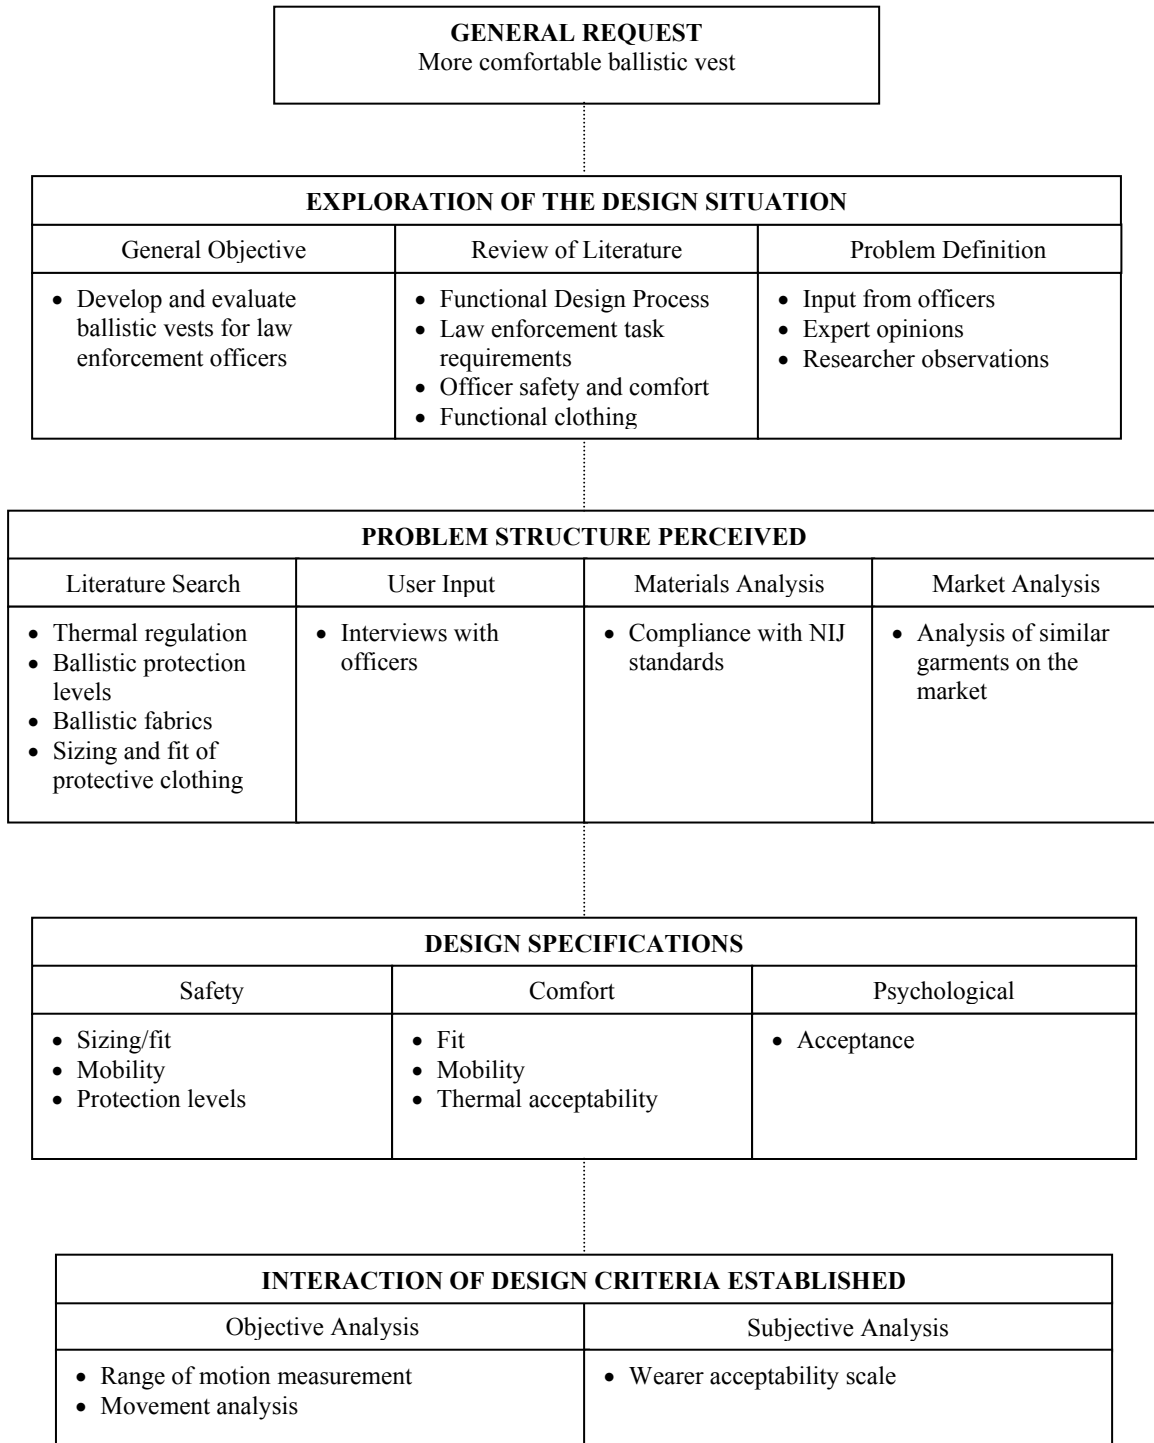 GENERAL REQUEST
More comfortable ballistic vest
EXPLORATION OF THE DESIGN SITUATION
General Objective
• Develop and evaluate
ballistic vests for law
enforcement officers
Review of Literature
• Functional Design Process
• Law enforcement task
requirements
• Officer safety and comfort
• Functional clothing
Problem Definition
• Input from officers
• Expert opinions
• Researcher observations
PROBLEM STRUCTURE PERCEIVED
Literature Search
• Thermal regulation
• Ballistic protection
levels
• Ballistic fabrics
• Sizing and fit of
protective clothing
User Input
• Interviews with
officers
Materials Analysis
• Compliance with NIJ
standards
Market Analysis
• Analysis of similar
garments on the
market
DESIGN SPECIFICATIONS
Safety
• Sizing/fit
• Mobility
• Protection levels
Comfort
• Fit
• Mobility
• Thermal acceptability
Psychological
• Acceptance
INTERACTION OF DESIGN CRITERIA ESTABLISHED
Objective Analysis
• Range of motion measurement
• Movement analysis
Subjective Analysis
• Wearer acceptability scale